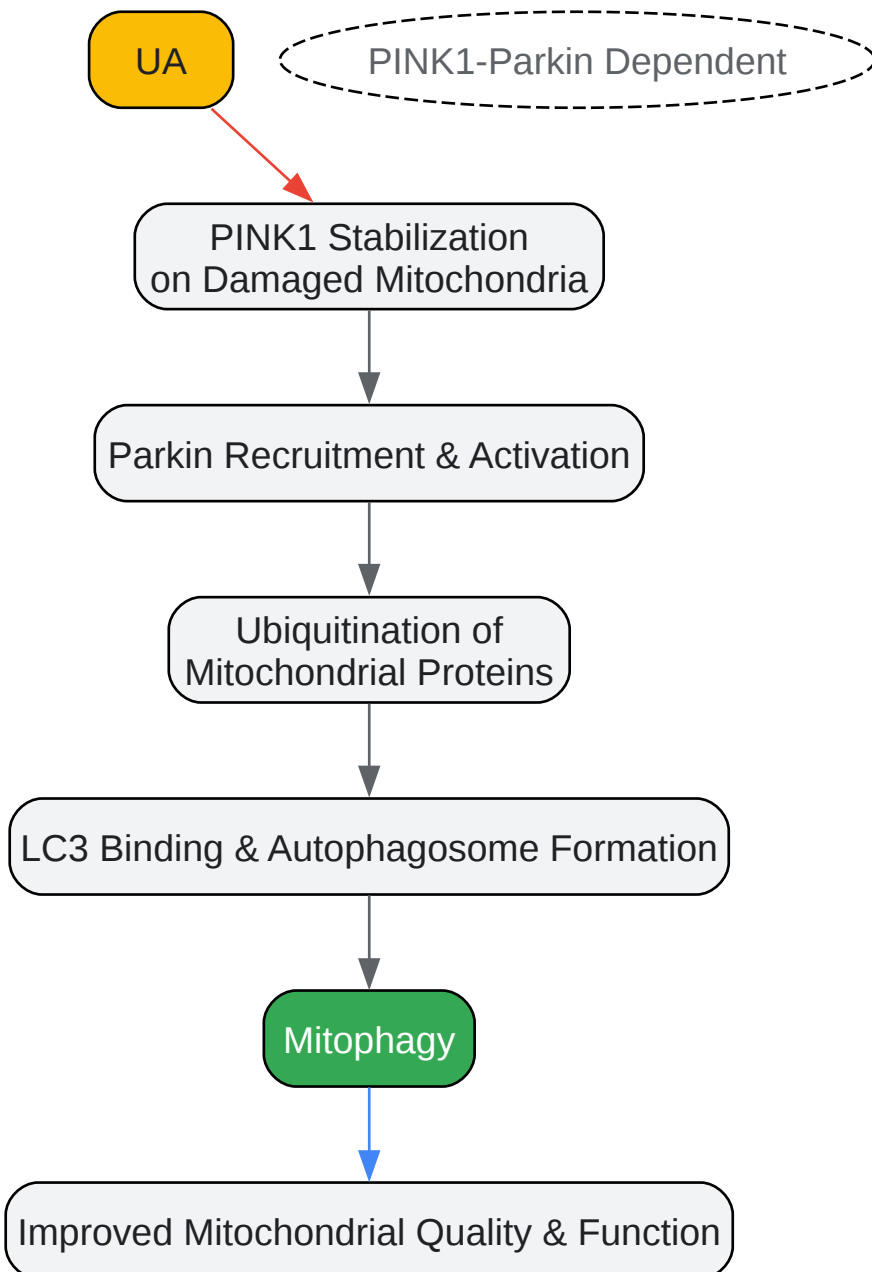 UA
PINK1-Parkin Dependent
PINK1 Stabilization
on Damaged Mitochondria
Parkin Recruitment & Activation
Ubiquitination of
Mitochondrial Proteins
LC3 Binding & Autophagosome Formation
Mitophagy
Improved Mitochondrial Quality & Function